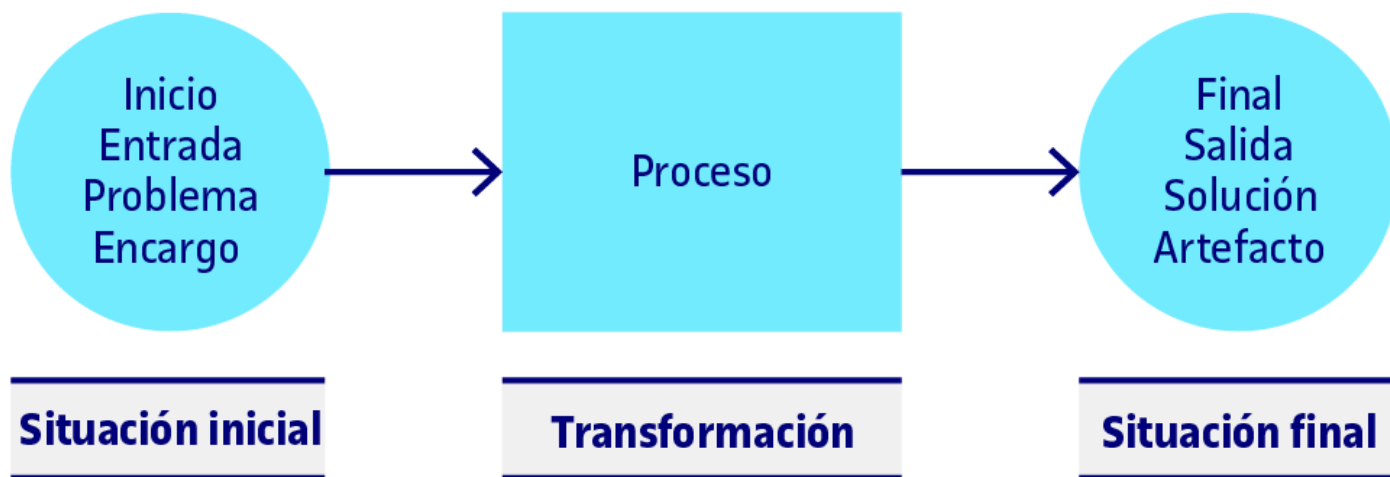 Inicio
Entrada
Problema
Encargo
Proceso
Final
Salida
Solución
Artefacto
Situación inicial
Transformación
Situación final